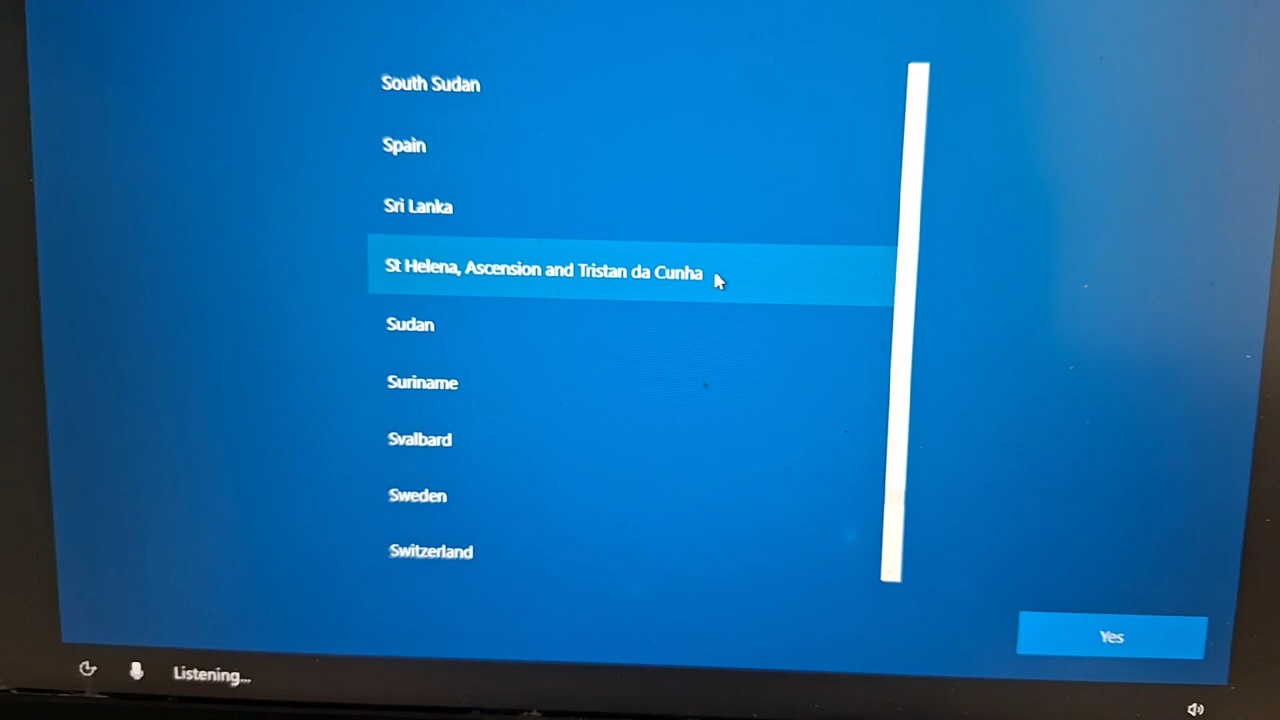 South Sudan
Spain
Sri Lanka
St Helena, Ascension and Tristan da Cunha
Sudan
Suriname
Svalbard
Sweden
Switzerland
Yes
Listening...